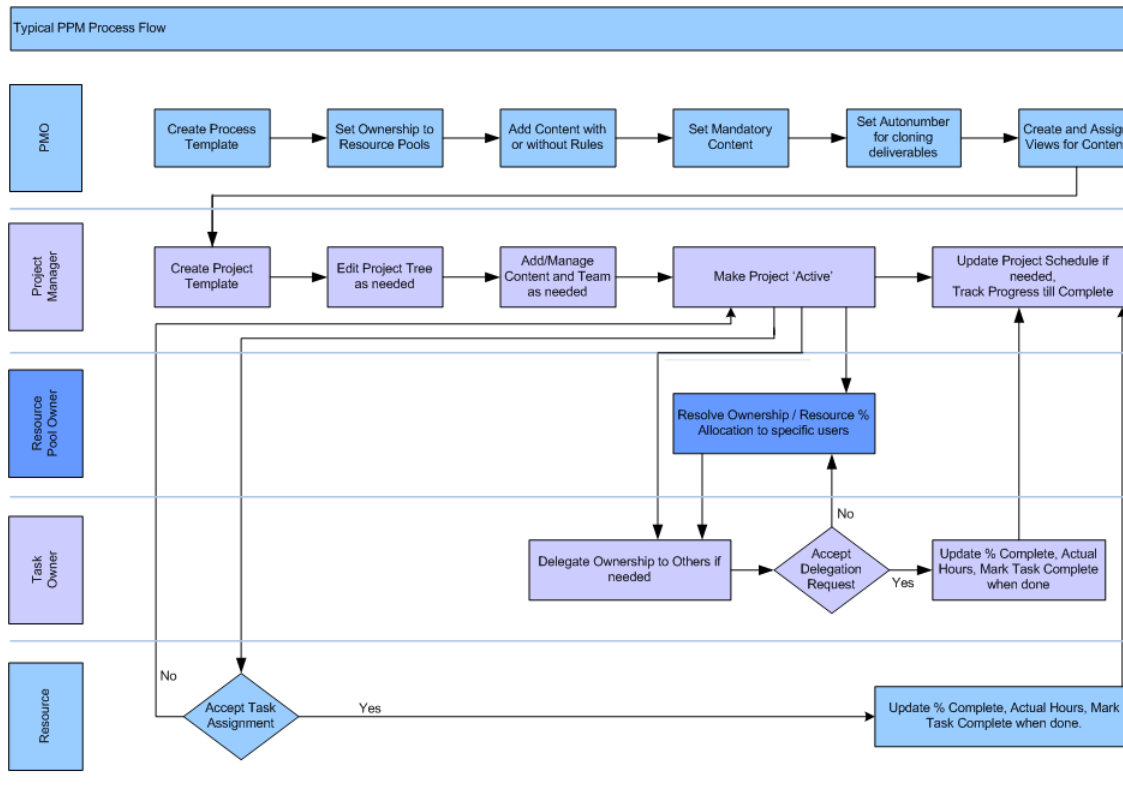 Typical PPM Process Flow
PMO
Create Process
Template
Set Ownership to
Resource Pools
Add Content with
or without Rules
Set Mandatory
Content
Set Autonumber
for cloning
deliverables
Create and Assig
Views for Conten
Project
Manager
Create Project
Template
Edit Project Tree
as needed
Add/Manage
Content and Team
as needed
Make Project ‘Active’
Update Project Schedule if
needed,
Track Progress till Complete
Resource
Pool Owner
Resolve Ownership / Resource %
Allocation to specific users
Task
Owner
Delegate Ownership to Others if
needed
No
Accept
Delegation
Request
Yes
Update % Complete, Actual
Hours, Mark Task Complete
when done
Resource
No
Accept Task
Assignment
Yes
Update % Complete, Actual Hours, Mark
Task Complete when done.